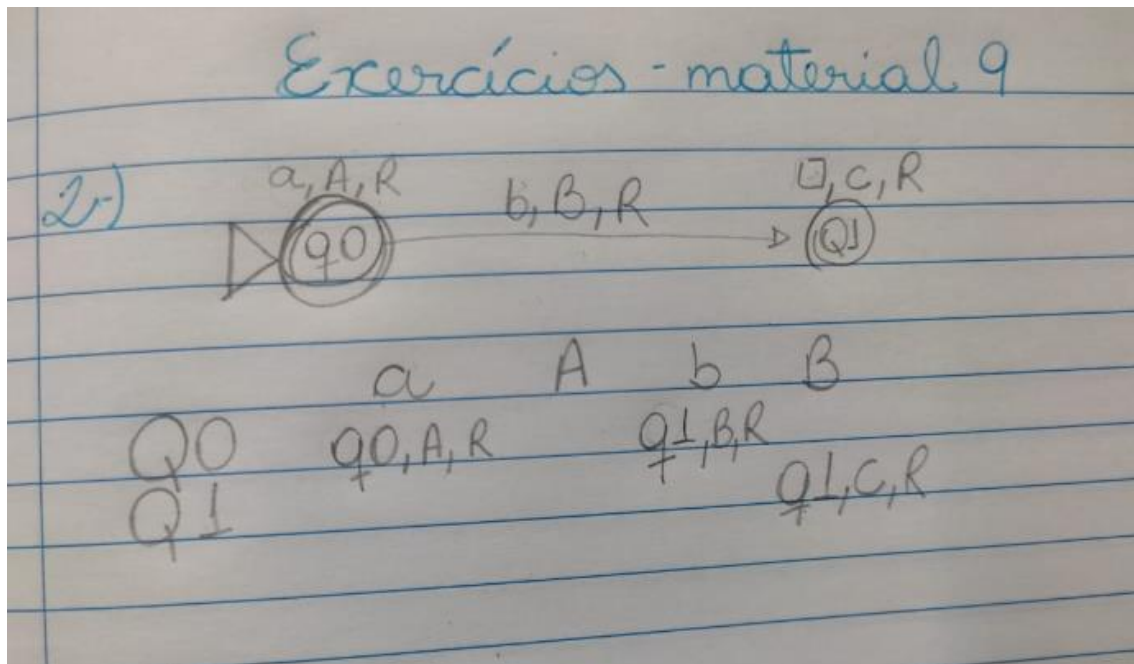 Exercícios - material 9
2-)
a, A, R b, B, R □, C, R
q0 Q1
a A b B
Q0 q0, A, R q1, B, R
Q1 q1, C, R